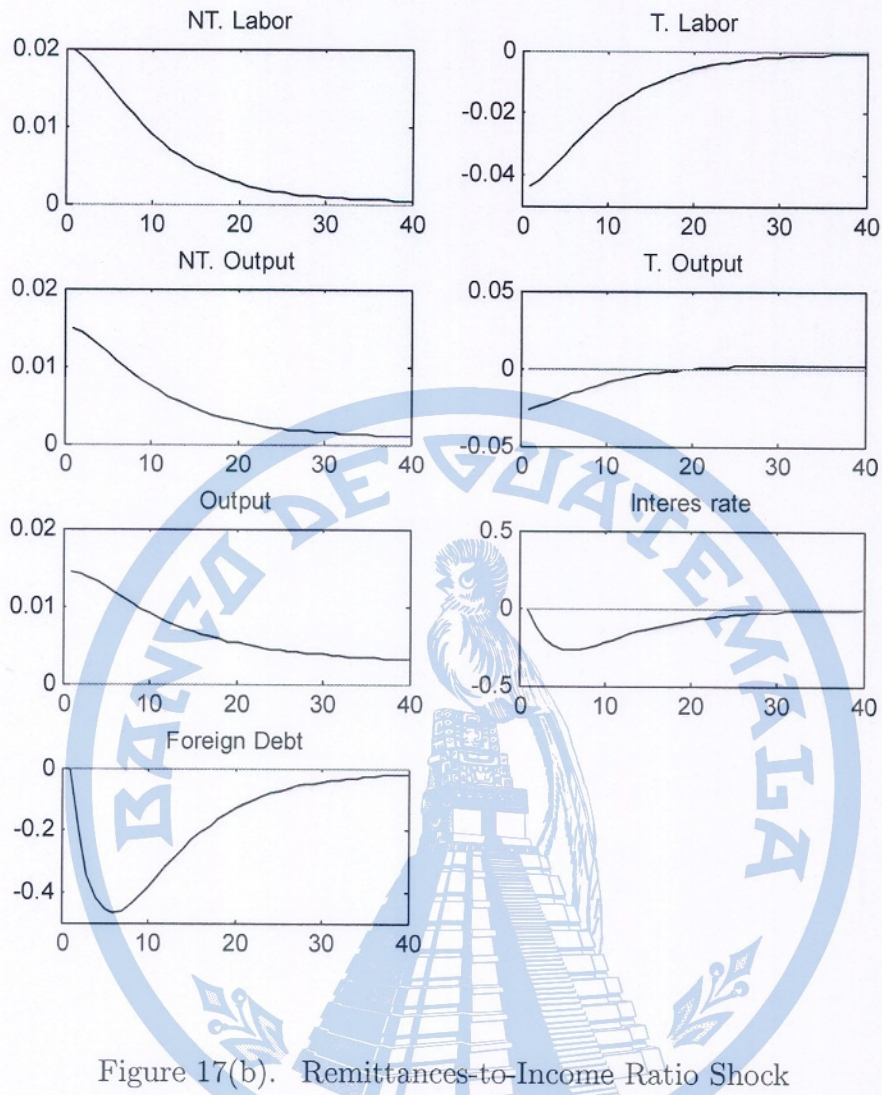 NT. Labor
0.02
0.01
0
0 10 20 30 40
T. Labor
0
-0.02
-0.04
0 10 20 30 40
NT. Output
0.02
0.01
0
0 10 20 30 40
T. Output
0.05
0
-0.05
0 10 20 30 40
Output
0.02
0.01
0
0 10 20 30 40
Interes rate
0.5
0
-0.5
0 10 20 30 40
Foreign Debt
0
-0.2
-0.4
0 10 20 30 40
BANCO DE GUATEMALA
Figure 17(b). Remittances-to-Income Ratio Shock